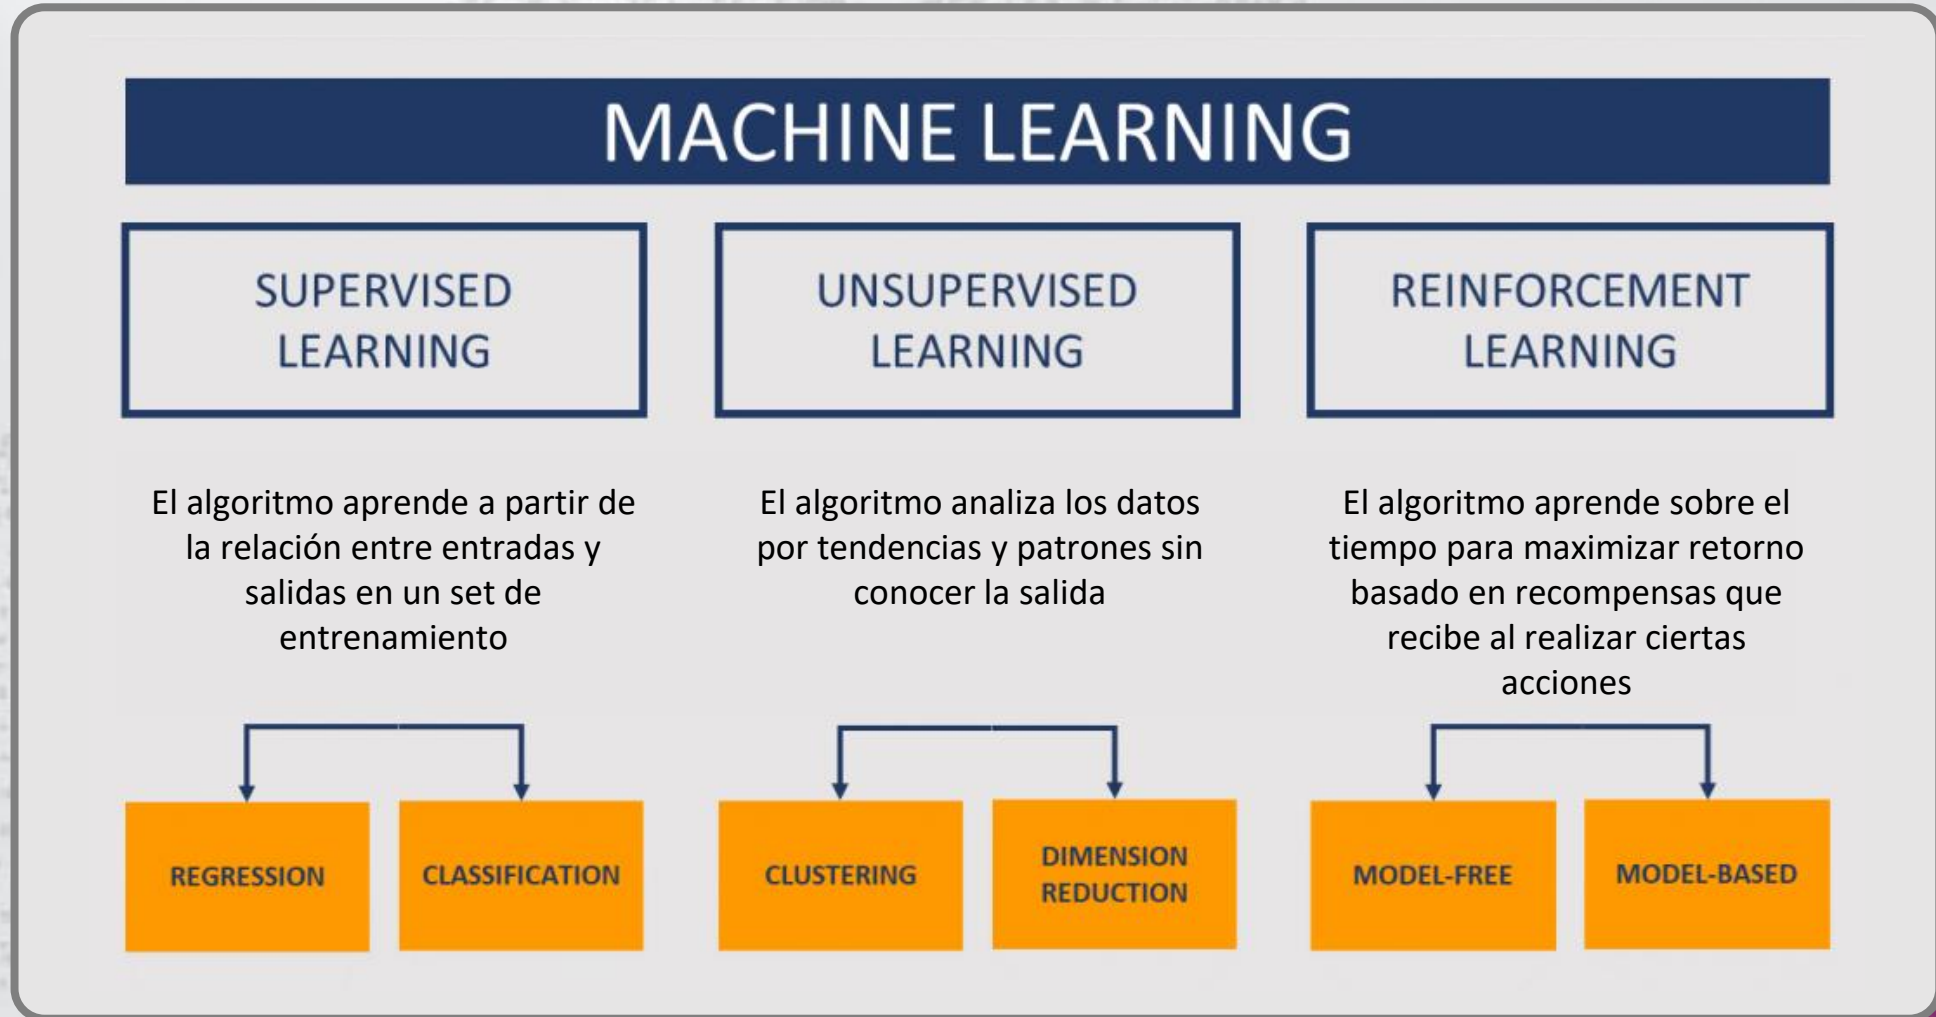 MACHINE LEARNING
SUPERVISED
LEARNING
El algoritmo aprende a partir de
la relación entre entradas y
salidas en un set de
entrenamiento
REGRESSION
CLASSIFICATION
UNSUPERVISED
LEARNING
El algoritmo analiza los datos
por tendencias y patrones sin
conocer la salida
CLUSTERING
DIMENSION
REDUCTION
REINFORCEMENT
LEARNING
El algoritmo aprende sobre el
tiempo para maximizar retorno
basado en recompensas que
recibe al realizar ciertas
acciones
MODEL-FREE
MODEL-BASED